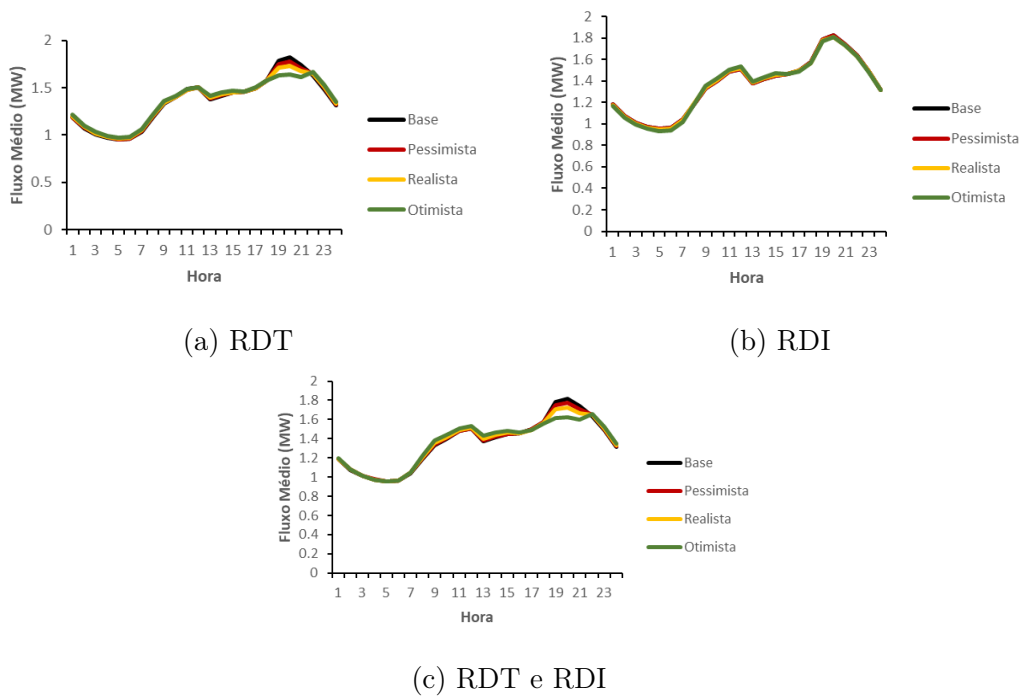 Fluxo Médio (MW)
2
1.5
1
0.5
0
1 3 5 7 9 11 13 15 17 19 21 23
Hora
Base
Pessimista
Realista
Otimista
(a) RDT
Fluxo Médio (MW)
2
1.8
1.6
1.4
1.2
1
0.8
0.6
0.4
0.2
0
1 3 5 7 9 11 13 15 17 19 21 23
Hora
Base
Pessimista
Realista
Otimista
(b) RDI
Fluxo Médio (MW)
2
1.8
1.6
1.4
1.2
1
0.8
0.6
0.4
0.2
0
1 3 5 7 9 11 13 15 17 19 21 23
Hora
Base
Pessimista
Realista
Otimista
(c) RDT e RDI